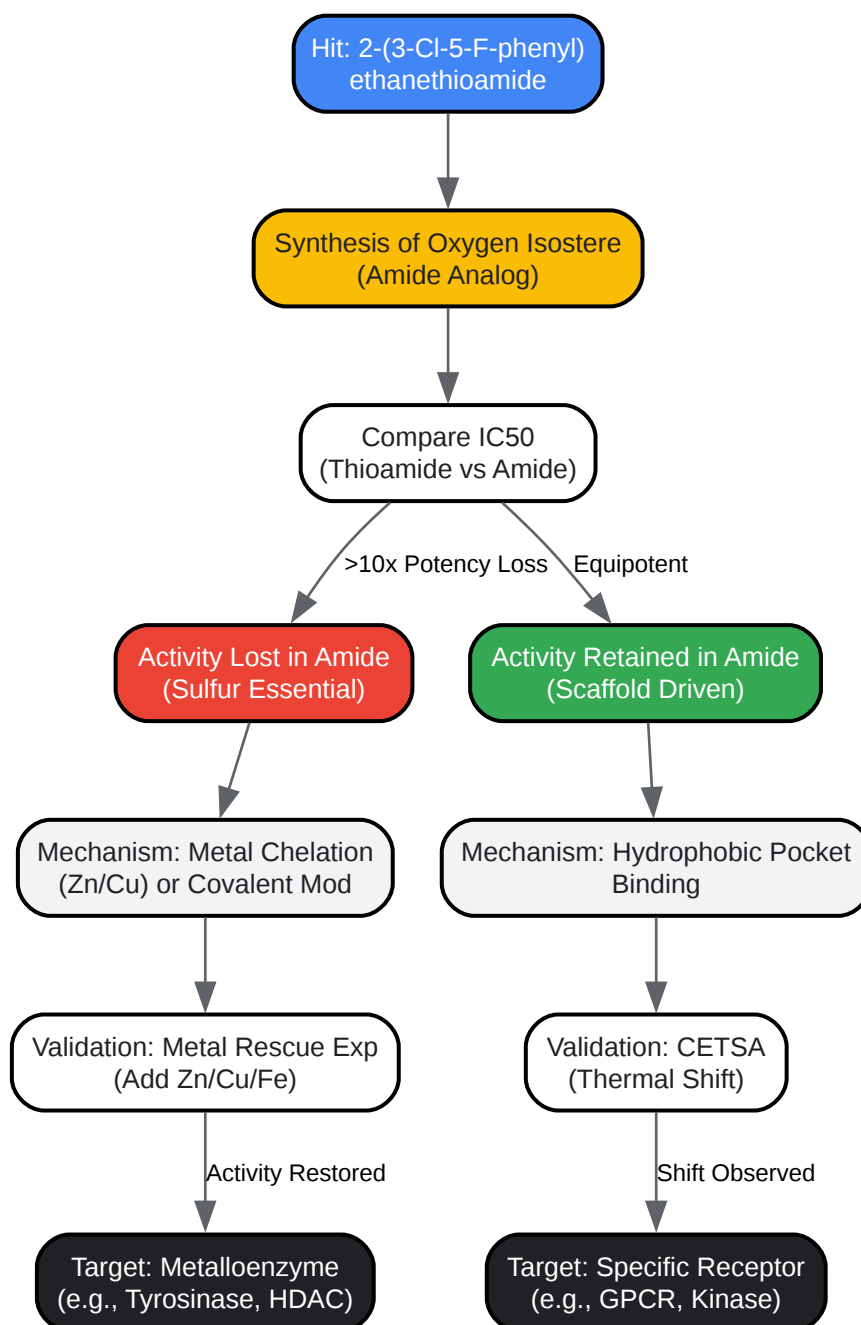 Hit: 2-(3-Cl-5-F-phenyl)
ethanethioamide
Synthesis of Oxygen Isostere
(Amide Analog)
Compare IC50
(Thioamide vs Amide)
>10x Potency Loss
Equipotent
Activity Lost in Amide
(Sulfur Essential)
Activity Retained in Amide
(Scaffold Driven)
Mechanism: Metal Chelation
(Zn/Cu) or Covalent Mod
Mechanism: Hydrophobic Pocket
Binding
Validation: Metal Rescue Exp
(Add Zn/Cu/Fe)
Validation: CETSA
(Thermal Shift)
Activity Restored
Shift Observed
Target: Metalloenzyme
(e.g., Tyrosinase, HDAC)
Target: Specific Receptor
(e.g., GPCR, Kinase)